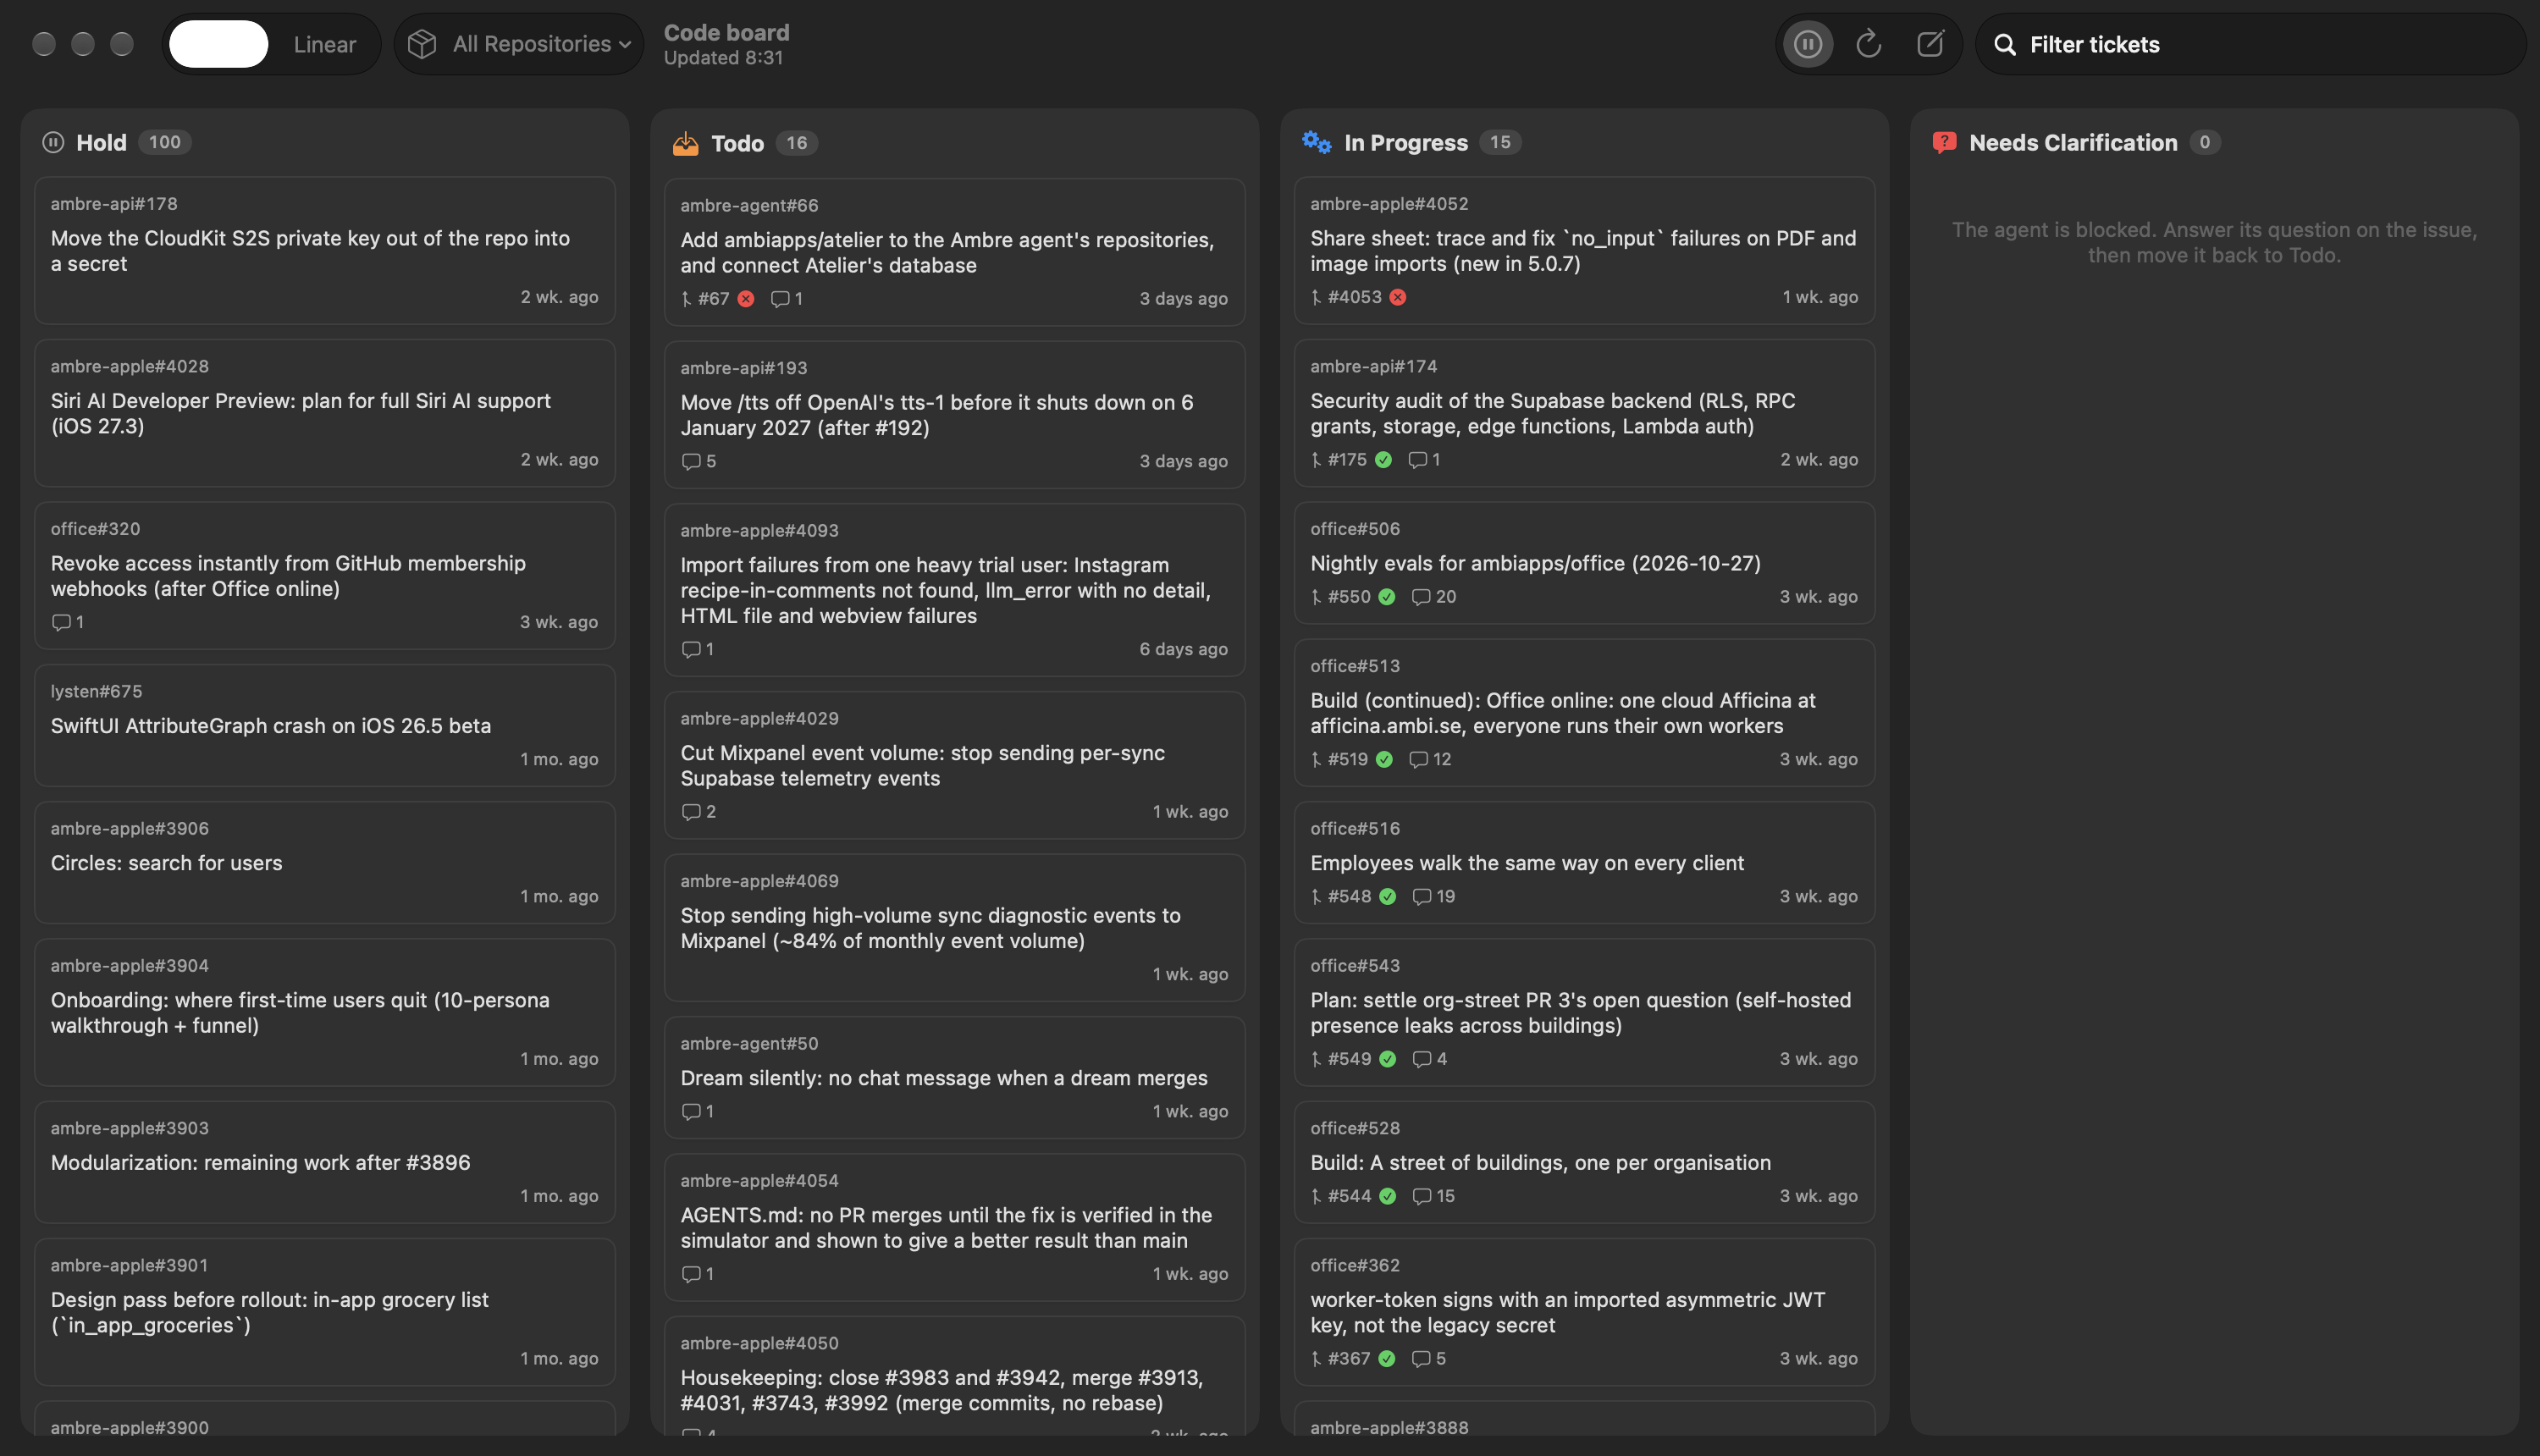 Linear
All Repositories
Code board
Updated 8:31
Filter tickets
Hold 100
ambre-api#178
Move the CloudKit S2S private key out of the repo into
a secret
2 wk. ago
ambre-apple#4028
Siri AI Developer Preview: plan for full Siri AI support
(iOS 27.3)
2 wk. ago
office#320
Revoke access instantly from GitHub membership
webhooks (after Office online)
1 3 wk. ago
lysten#675
SwiftUI AttributeGraph crash on iOS 26.5 beta
1 mo. ago
ambre-apple#3906
Circles: search for users
1 mo. ago
ambre-apple#3904
Onboarding: where first-time users quit (10-persona
walkthrough + funnel)
1 mo. ago
ambre-apple#3903
Modularization: remaining work after #3896
1 mo. ago
ambre-apple#3901
Design pass before rollout: in-app grocery list
(`in_app_groceries`)
1 mo. ago
ambre-apple#3900
Todo 16
ambre-agent#66
Add ambiapps/atelier to the Ambre agent's repositories,
and connect Atelier's database
#67 1 3 days ago
ambre-api#193
Move /tts off OpenAI's tts-1 before it shuts down on 6
January 2027 (after #192)
5 3 days ago
ambre-apple#4093
Import failures from one heavy trial user: Instagram
recipe-in-comments not found, llm_error with no detail,
HTML file and webview failures
1 6 days ago
ambre-apple#4029
Cut Mixpanel event volume: stop sending per-sync
Supabase telemetry events
2 1 wk. ago
ambre-apple#4069
Stop sending high-volume sync diagnostic events to
Mixpanel (~84% of monthly event volume)
1 wk. ago
ambre-agent#50
Dream silently: no chat message when a dream merges
1 1 wk. ago
ambre-apple#4054
AGENTS.md: no PR merges until the fix is verified in the
simulator and shown to give a better result than main
1 1 wk. ago
ambre-apple#4050
Housekeeping: close #3983 and #3942, merge #3913,
#4031, #3743, #3992 (merge commits, no rebase)
In Progress 15
ambre-apple#4052
Share sheet: trace and fix `no_input` failures on PDF and
image imports (new in 5.0.7)
#4053 1 wk. ago
ambre-api#174
Security audit of the Supabase backend (RLS, RPC
grants, storage, edge functions, Lambda auth)
#175 1 2 wk. ago
office#506
Nightly evals for ambiapps/office (2026-10-27)
#550 20 3 wk. ago
office#513
Build (continued): Office online: one cloud Afficina at
afficina.ambi.se, everyone runs their own workers
#519 12 3 wk. ago
office#516
Employees walk the same way on every client
#548 19 3 wk. ago
office#543
Plan: settle org-street PR 3's open question (self-hosted
presence leaks across buildings)
#549 4 3 wk. ago
office#528
Build: A street of buildings, one per organisation
#544 15 3 wk. ago
office#362
worker-token signs with an imported asymmetric JWT
key, not the legacy secret
#367 5 3 wk. ago
ambre-apple#3888
Needs Clarification 0
The agent is blocked. Answer its question on the issue,
then move it back to Todo.